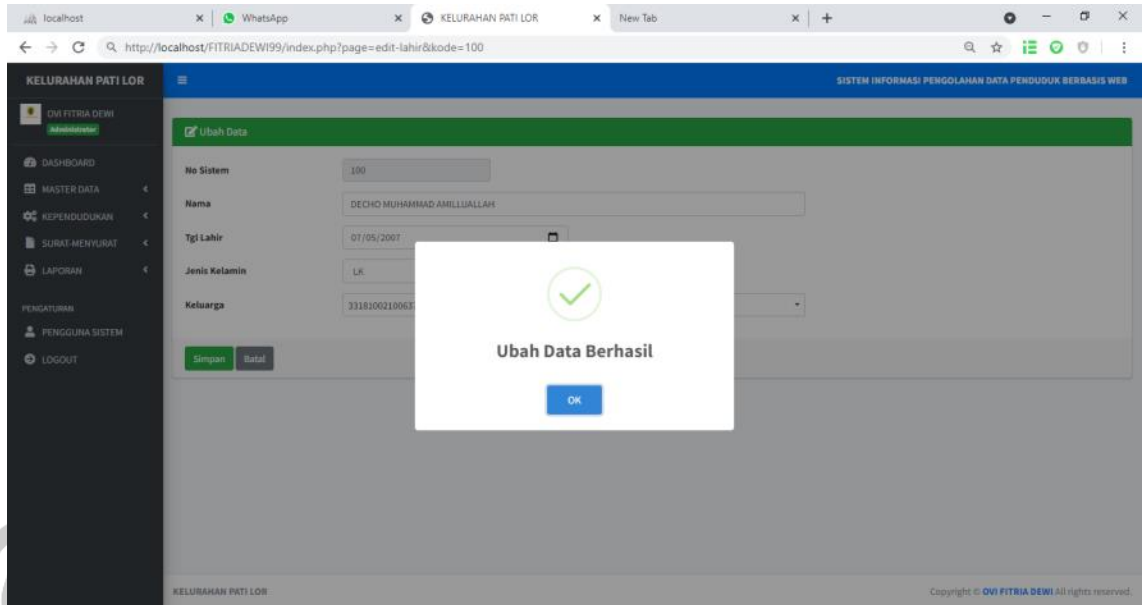 localhost
WhatsApp
KELURAHAN PATI LOR
New Tab
http://localhost/FITRIADEWI99/index.php?page=edit-lahir&kode=100
KELURAHAN PATI LOR
SISTEM INFORMASI PENGOLAHAN DATA PENDUDUK BERBASIS WEB
OVI FITRIA DEWI
Administrator
Ubah Data
DASHBOARD
MASTER DATA
KEPENDUDUKAN
SURAT-MENYURAT
LAPORAN
PENGATURAN
PENGGUNA SISTEM
LOGOUT
No Sistem
100
Nama
DECHO MUHAMMAD AMILLUALLAH
Tgl Lahir
07/05/2007
Jenis Kelamin
LK
Keluarga
Simpan
Batal
Ubah Data Berhasil
OK
KELURAHAN PATI LOR
Copyright © OVI FITRIA DEWI All rights reserved.